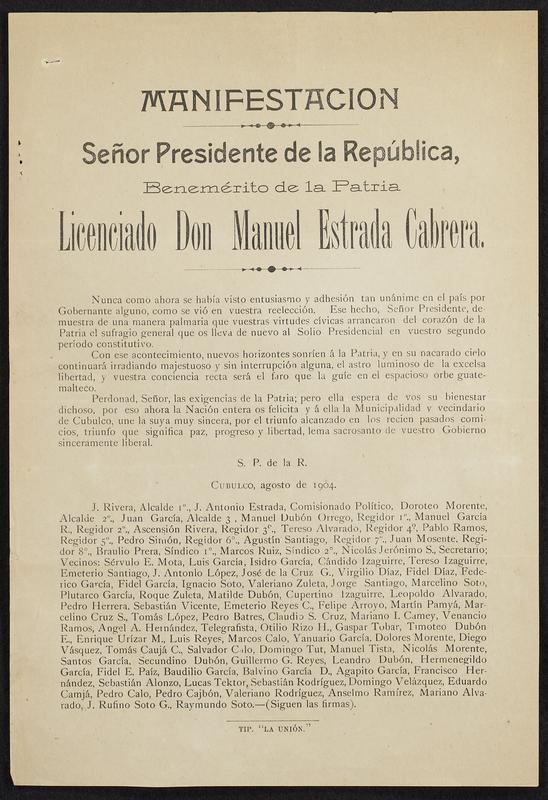 MANIFESTACION
Señor Presidente de la República,
Benemérito de la Patria
Licenciado Don Manuel Estrada Cabrera.
Nunca como ahora se había visto entusiasmo y adhesión tan unánime en el país por
Gobernante alguno, como se vió en vuestra reelección. Ese hecho, Señor Presidente, de-
muestra de una manera palmaria que vuestras virtudes cívicas arrancaron del corazón de la
Patria el sufragio general que os lleva de nuevo al Solio Presidencial en vuestro segundo
período constitutivo.
Con ese acontecimiento, nuevos horizontes sonríen á la Patria, y en su nacarado cielo
continuará irradiando majestuoso y sin interrupción alguna, el astro luminoso de la excelsa
libertad, y vuestra conciencia recta será el faro que la guíe en el espacioso orbe guate-
malteco.
Perdonad, Señor, las exigencias de la Patria; pero ella espera de vos su bienestar
dichoso, por eso ahora la Nación entera os felicita y á ella la Municipalidad y vecindario
de Cubulco, une la suya muy sincera, por el triunfo alcanzado en los recien pasados comi-
cios, triunfo que significa paz, progreso y libertad, lema sacrosanto de vuestro Gobierno
sinceramente liberal.
S. P. de la R.
CUBULCO, agosto de 1904.
J. Rivera, Alcalde 1º., J. Antonio Estrada, Comisionado Político, Doroteo Morente,
Alcalde 2º., Juan García, Alcalde 3 , Manuel Dubón Orrego, Regidor 1º., Manuel García
R., Regidor 2º., Ascensión Rivera, Regidor 3º., Tereso Alvarado, Regidor 4º, Pablo Ramos,
Regidor 5º., Pedro Simón, Regidor 6º., Agustín Santiago, Regidor 7º., Juan Mosente, Regi-
dor 8º., Braulio Prera, Síndico 1º., Marcos Ruiz, Síndico 2º., Nicolás Jerónimo S., Secretario;
Vecinos: Sérvulo E. Mota, Luis García, Isidro García, Cándido Izaguirre, Tereso Izaguirre,
Emeterio Santiago, J. Antonio López, José de la Cruz G., Virgilio Díaz, Fidel Díaz, Fede-
rico García, Fidel García, Ignacio Soto, Valeriano Zuleta, Jorge Santiago, Marcelino Soto,
Plutarco García, Roque Zuleta, Matilde Dubón, Cupertino Izaguirre, Leopoldo Alvarado,
Pedro Herrera, Sebastián Vicente, Emeterio Reyes C., Felipe Arroyo, Martín Pamyá, Mar-
celino Cruz S., Tomás López, Pedro Batres, Claudio S. Cruz, Mariano I. Camey, Venancio
Ramos, Angel A. Hernández, Telegrafista, Otilio Rizo H., Gaspar Tobar, Timoteo Dubón
E., Enrique Urízar M., Luis Reyes, Marcos Calo, Yanuario García, Dolores Morente, Diego
Vásquez, Tomás Caujá C., Salvador Calo, Domingo Tut, Manuel Tista, Nicolás Morente,
Santos García, Secundino Dubón, Guillermo G. Reyes, Leandro Dubón, Hermenegildo
García, Fidel E. Paíz, Baudilio García, Balvino García D., Agapito García, Francisco Her-
nández, Sebastián Alonzo, Lucas Tektor, Sebastián Rodríguez, Domingo Velázquez, Eduardo
Camjá, Pedro Calo, Pedro Cajbón, Valeriano Rodríguez, Anselmo Ramírez, Mariano Alva-
rado, J. Rufino Soto G., Raymundo Soto.—(Siguen las firmas).
TIP. "LA UNIÓN."